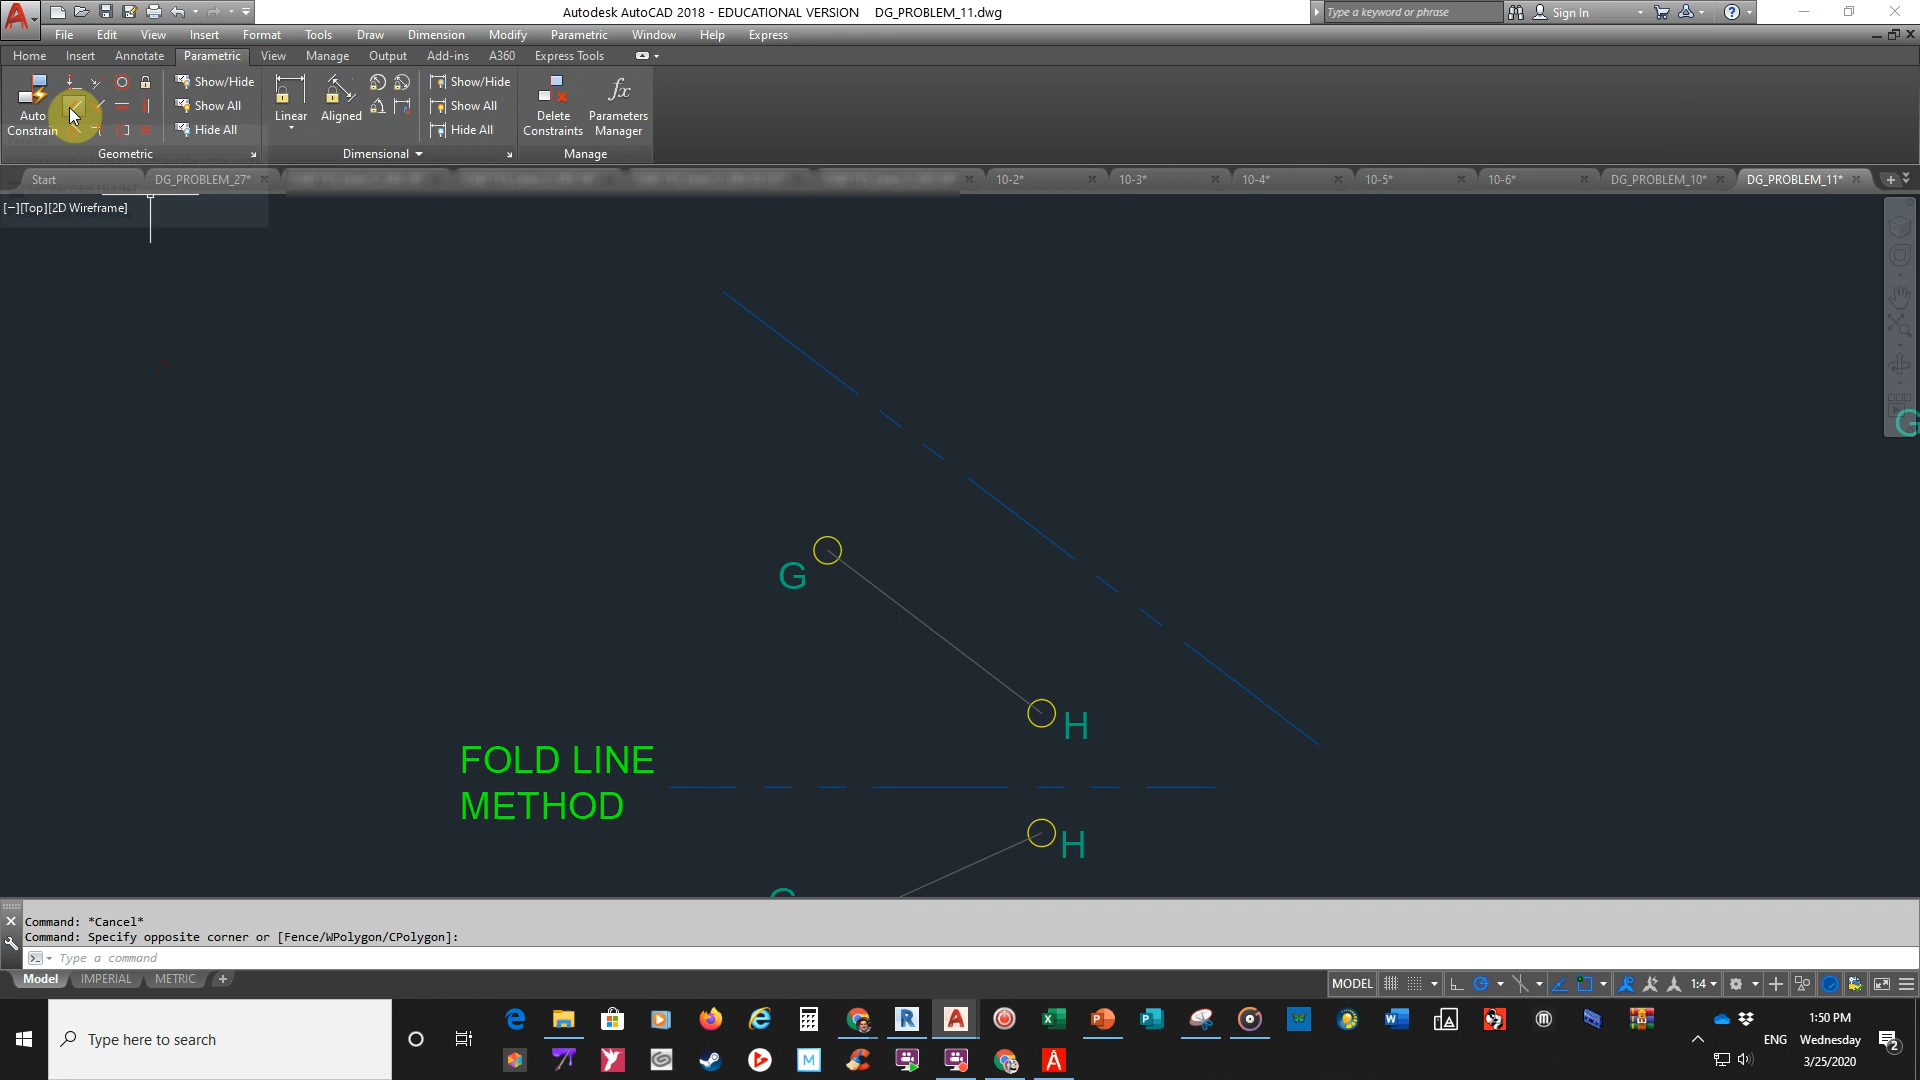 Autodesk AutoCAD 2018 - EDUCATIONAL VERSION DG_PROBLEM_11.dwg
Type a keyword or phrase
Sign In
File Edit View Insert Format Tools Draw Dimension Modify Parametric Window Help Express
Home Insert Annotate Parametric View Manage Output Add-ins A360 Express Tools
Auto
Constrain
Show/Hide
Show All
Hide All
Geometric
Linear
Aligned
Show/Hide
Show All
Hide All
Dimensional
Delete
Constraints
fx
Parameters
Manager
Manage
Start DG_PROBLEM_27* 10-2* 10-3* 10-4* 10-5* 10-6* DG_PROBLEM_10* DG_PROBLEM_11*
[−][Top][2D Wireframe]
G
G
H
FOLD LINE
METHOD
H
G
Command: *Cancel*
Command: Specify opposite corner or [Fence/WPolygon/CPolygon]:
Type a command
Model IMPERIAL METRIC
MODEL 1:4
Type here to search
ENG
1:50 PM
Wednesday
3/25/2020
2